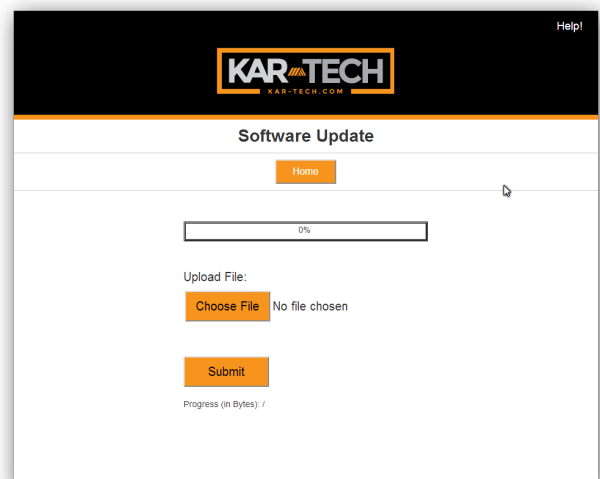 Help!
KAR TECH
KAR-TECH.COM
Software Update
Home
0%
Upload File:
Choose File No file chosen
Submit
Progress (in Bytes): /